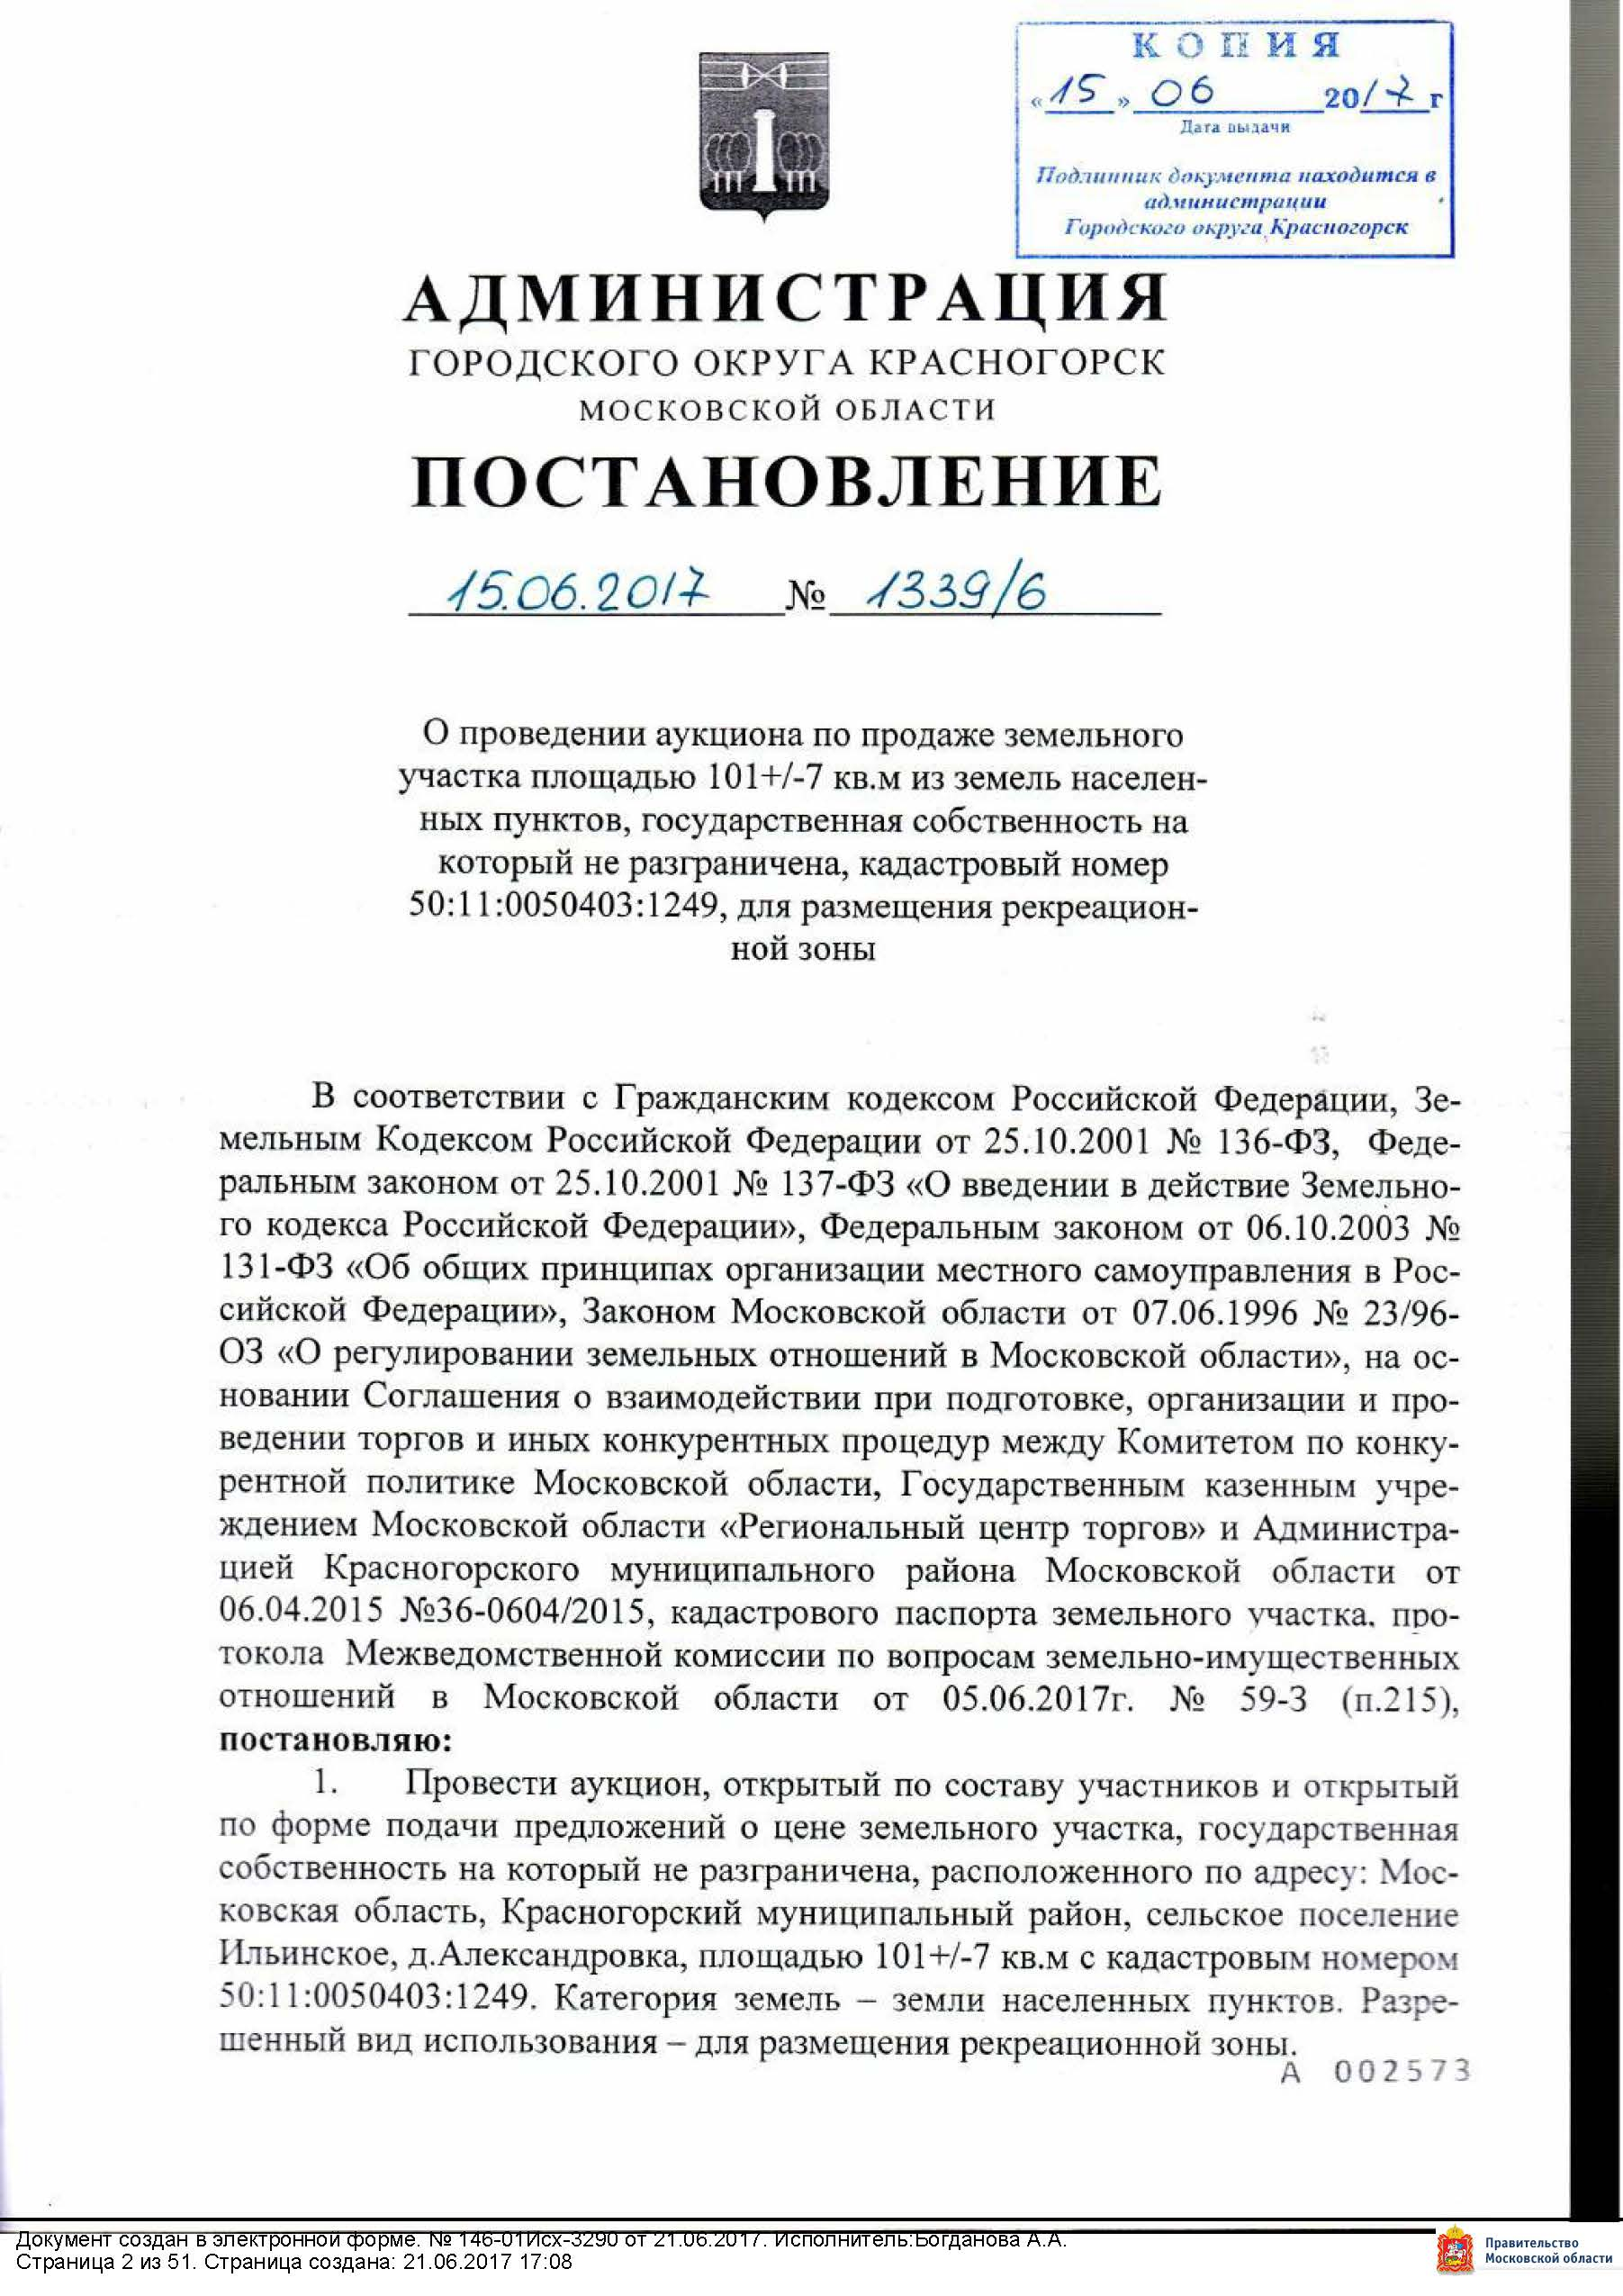 КОПИЯ
«15» 06 2017 г
Дата выдачи
Подлинник документа находится в
администрации
Городского округа Красногорск
АДМИНИСТРАЦИЯ
ГОРОДСКОГО ОКРУГА КРАСНОГОРСК
МОСКОВСКОЙ ОБЛАСТИ
ПОСТАНОВЛЕНИЕ
15.06.2017 № 1339/6
О проведении аукциона по продаже земельного
участка площадью 101+/-7 кв.м из земель населен-
ных пунктов, государственная собственность на
который не разграничена, кадастровый номер
50:11:0050403:1249, для размещения рекреацион-
ной зоны
В соответствии с Гражданским кодексом Российской Федерации, Зе-
мельным Кодексом Российской Федерации от 25.10.2001 № 136-ФЗ, Феде-
ральным законом от 25.10.2001 № 137-ФЗ «О введении в действие Земельно-
го кодекса Российской Федерации», Федеральным законом от 06.10.2003 №
131-ФЗ «Об общих принципах организации местного самоуправления в Рос-
сийской Федерации», Законом Московской области от 07.06.1996 № 23/96-
ОЗ «О регулировании земельных отношений в Московской области», на ос-
новании Соглашения о взаимодействии при подготовке, организации и про-
ведении торгов и иных конкурентных процедур между Комитетом по конку-
рентной политике Московской области, Государственным казенным учре-
ждением Московской области «Региональный центр торгов» и Администра-
цией Красногорского муниципального района Московской области от
06.04.2015 №36-0604/2015, кадастрового паспорта земельного участка, про-
токола Межведомственной комиссии по вопросам земельно-имущественных
отношений в Московской области от 05.06.2017г. № 59-З (п.215),
постановляю:
1. Провести аукцион, открытый по составу участников и открытый
по форме подачи предложений о цене земельного участка, государственная
собственность на который не разграничена, расположенного по адресу: Мос-
ковская область, Красногорский муниципальный район, сельское поселение
Ильинское, д.Александровка, площадью 101+/-7 кв.м с кадастровым номером
50:11:0050403:1249. Категория земель – земли населенных пунктов. Разре-
шенный вид использования – для размещения рекреационной зоны.
А 002573
Документ создан в электронной форме. № 146-01Исх-3290 от 21.06.2017. Исполнитель:Богданова А.А.
Страница 2 из 51. Страница создана: 21.06.2017 17:08
Правительство
Московской области